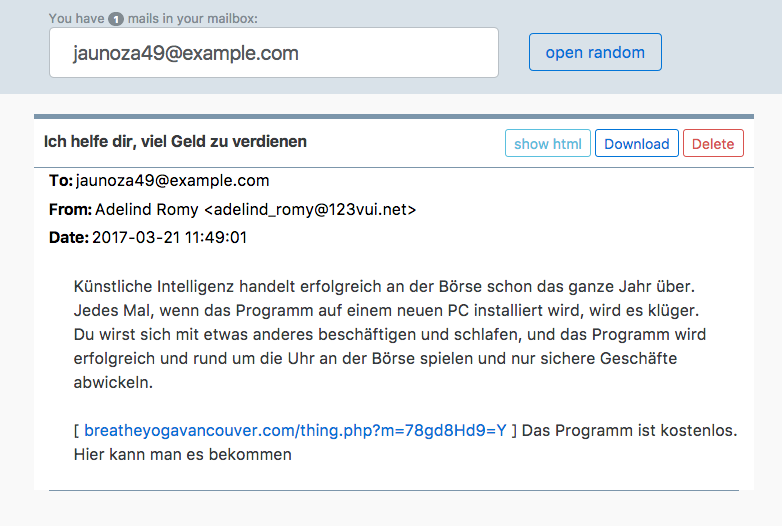 You have 1 mails in your mailbox:
jaunoza49@example.com
open random
Ich helfe dir, viel Geld zu verdienen
show html
Download
Delete
To: jaunoza49@example.com
From: Adelind Romy <adelind_romy@123vui.net>
Date: 2017-03-21 11:49:01
Künstliche Intelligenz handelt erfolgreich an der Börse schon das ganze Jahr über.
Jedes Mal, wenn das Programm auf einem neuen PC installiert wird, wird es klüger.
Du wirst sich mit etwas anderes beschäftigen und schlafen, und das Programm wird
erfolgreich und rund um die Uhr an der Börse spielen und nur sichere Geschäfte
abwickeln.
[ breatheyogavancouver.com/thing.php?m=78gd8Hd9=Y ] Das Programm ist kostenlos.
Hier kann man es bekommen